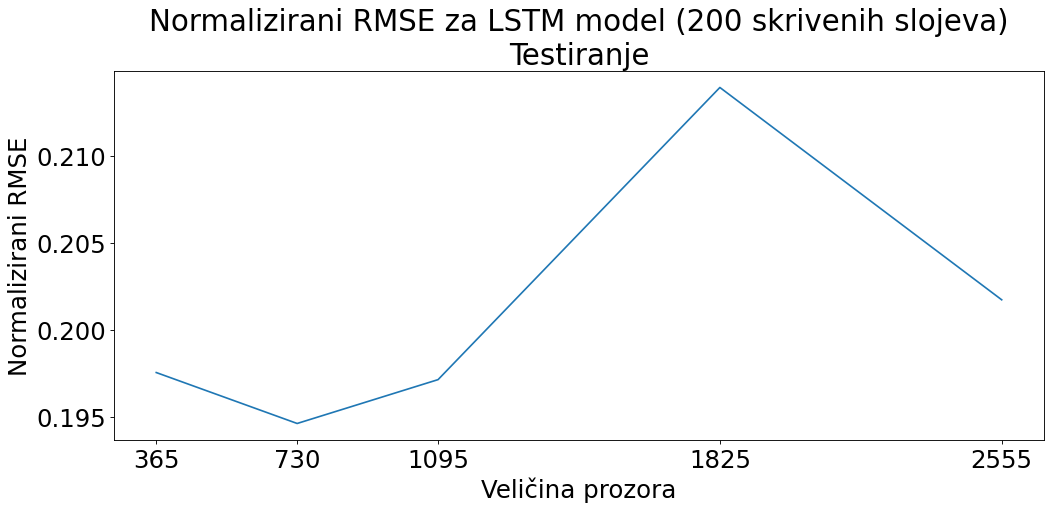 Normalizirani RMSE za LSTM model (200 skrivenih slojeva)
Testiranje
Normalizirani RMSE
0.210
0.205
0.200
0.195
365 730 1095 1825 2555
Veličina prozora